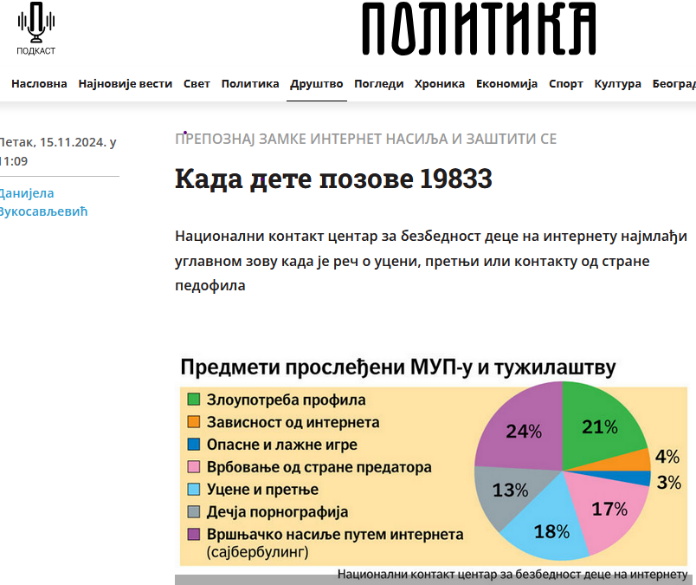 ПОДКАСТ
ПОЛИТИКА
Насловна Најновије вести Свет Политика Друштво Погледи Хроника Економија Спорт Култура Београд
Петак, 15.11.2024. у
11:09
Данијела
Вукосављевић
ПРЕПОЗНАЈ ЗАМКЕ ИНТЕРНЕТ НАСИЉА И ЗАШТИТИ СЕ
Када дете позове 19833
Национални контакт центар за безбедност деце на интернету најмлађи
углавном зову када је реч о уцени, претњи или контакту од стране
педофила
Предмети прослеђени МУП-у и тужилаштву
Злоупотреба профила
Зависност од интернета
Опасне и лажне игре
Врбовање од стране предатора
Уцене и претње
Дечја порнографија
Вршњачко насиље путем интернета
(сајбербулинг)
21%
4%
3%
17%
18%
13%
24%
Национални контакт центар за безбедност деце на интернету